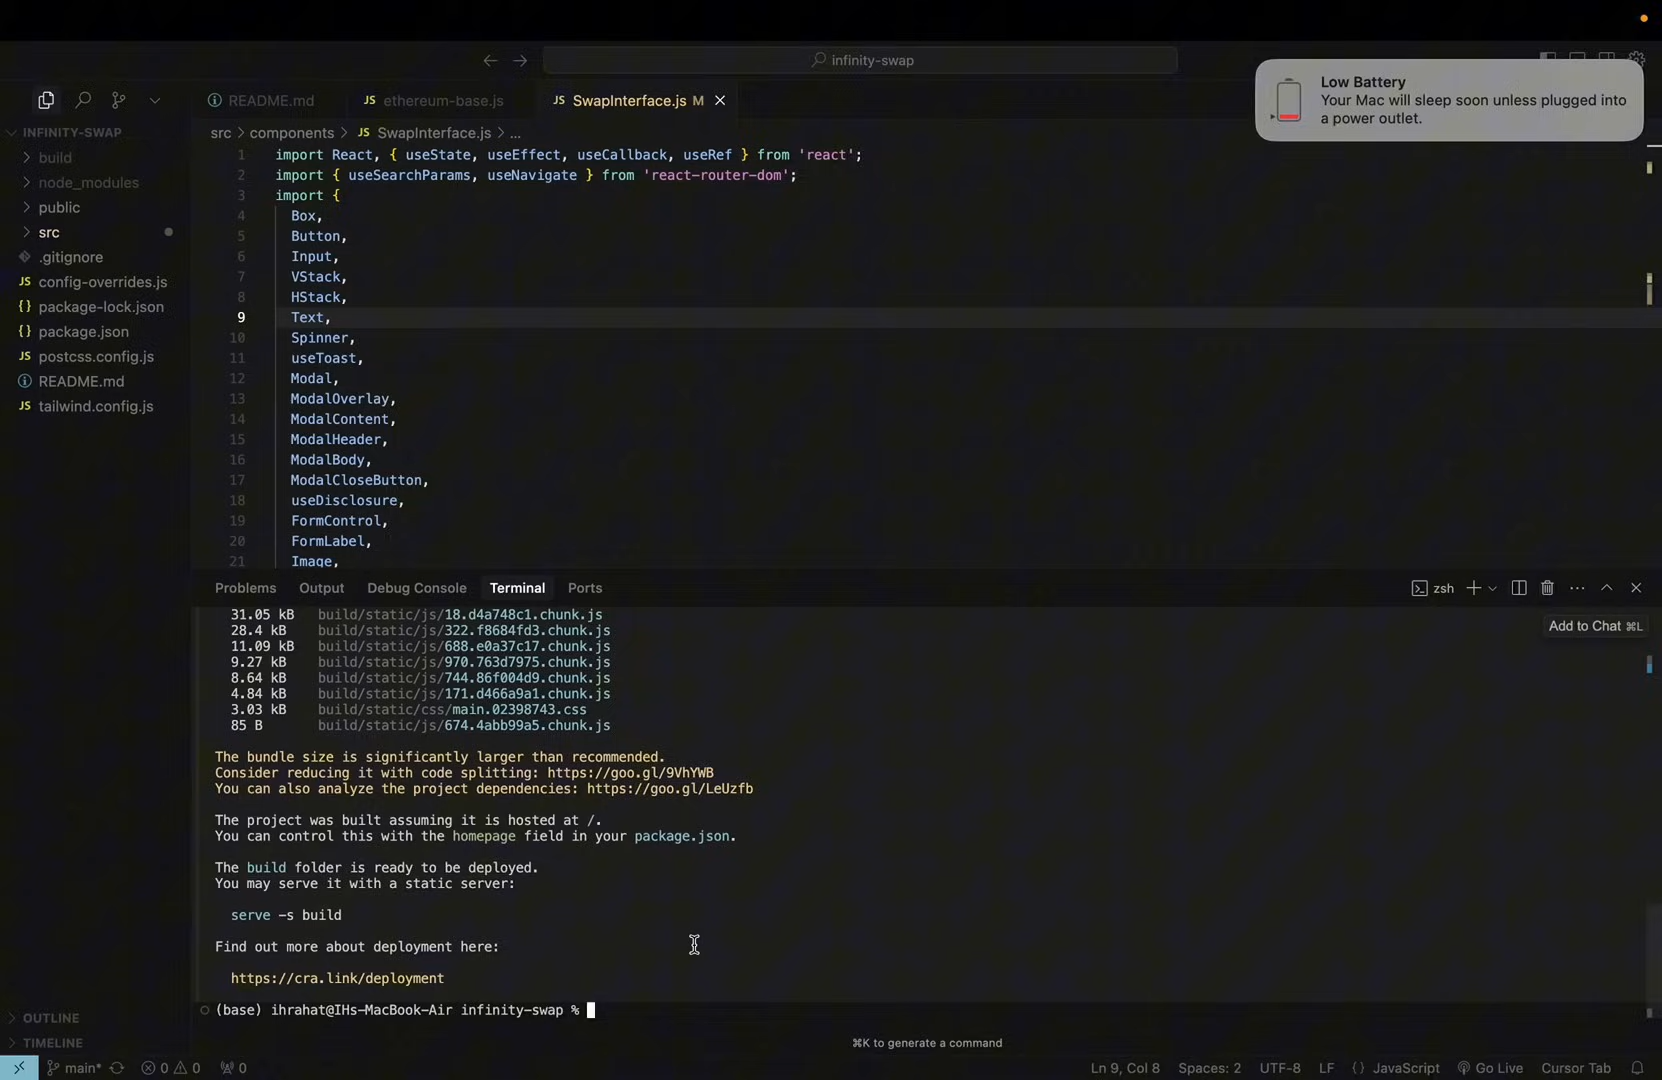 infinity-swap
Low Battery
Your Mac will sleep soon unless plugged into
a power outlet.
README.md
JS ethereum-base.js
JS SwapInterface.js M
INFINITY-SWAP
build
node_modules
public
src
.gitignore
JS config-overrides.js
{} package-lock.json
{} package.json
JS postcss.config.js
README.md
JS tailwind.config.js
OUTLINE
TIMELINE
src > components > JS SwapInterface.js > ...
1 import React, { useState, useEffect, useCallback, useRef } from 'react';
2 import { useSearchParams, useNavigate } from 'react-router-dom';
3 import {
4 Box,
5 Button,
6 Input,
7 VStack,
8 HStack,
9 Text,
10 Spinner,
11 useToast,
12 Modal,
13 ModalOverlay,
14 ModalContent,
15 ModalHeader,
16 ModalBody,
17 ModalCloseButton,
18 useDisclosure,
19 FormControl,
20 FormLabel,
21 Image,
Problems Output Debug Console Terminal Ports
zsh
Add to Chat ⌘L
31.05 kB build/static/js/18.d4a748c1.chunk.js
28.4 kB build/static/js/322.f8684fd3.chunk.js
11.09 kB build/static/js/688.e0a37c17.chunk.js
9.27 kB build/static/js/970.763d7975.chunk.js
8.64 kB build/static/js/744.86f004d9.chunk.js
4.84 kB build/static/js/171.d466a9a1.chunk.js
3.03 kB build/static/css/main.02398743.css
85 B build/static/js/674.4abb99a5.chunk.js
The bundle size is significantly larger than recommended.
Consider reducing it with code splitting: https://goo.gl/9VhYWB
You can also analyze the project dependencies: https://goo.gl/LeUzfb
The project was built assuming it is hosted at /.
You can control this with the homepage field in your package.json.
The build folder is ready to be deployed.
You may serve it with a static server:
serve -s build
Find out more about deployment here:
https://cra.link/deployment
(base) ihrahat@IHs-MacBook-Air infinity-swap %
⌘K to generate a command
main* 0 0 0
Ln 9, Col 8 Spaces: 2 UTF-8 LF {} JavaScript Go Live Cursor Tab